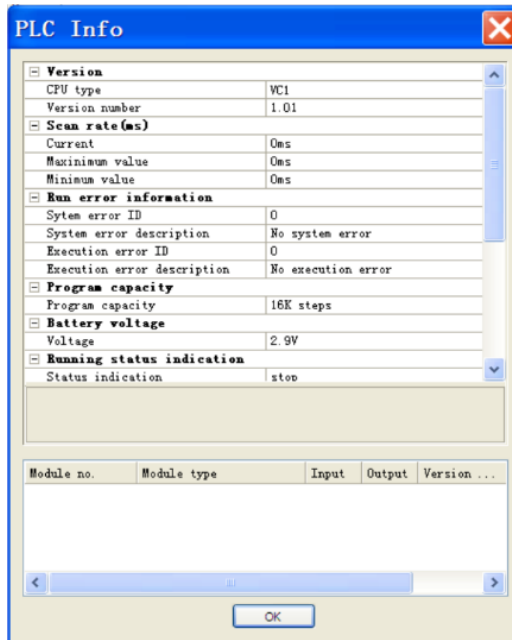 PLC Info
Version
CPU type VC1
Version number 1.01
Scan rate(ms)
Current 0ms
Maxinimum value 0ms
Minimum value 0ms
Run error information
Sytem error ID 0
System error description No system error
Execution error ID 0
Execution error description No execution error
Program capacity
Program capacity 16K steps
Battery voltage
Voltage 2.9V
Running status indication
Status indication stop
Module no. Module type Input Output Version ...
OK